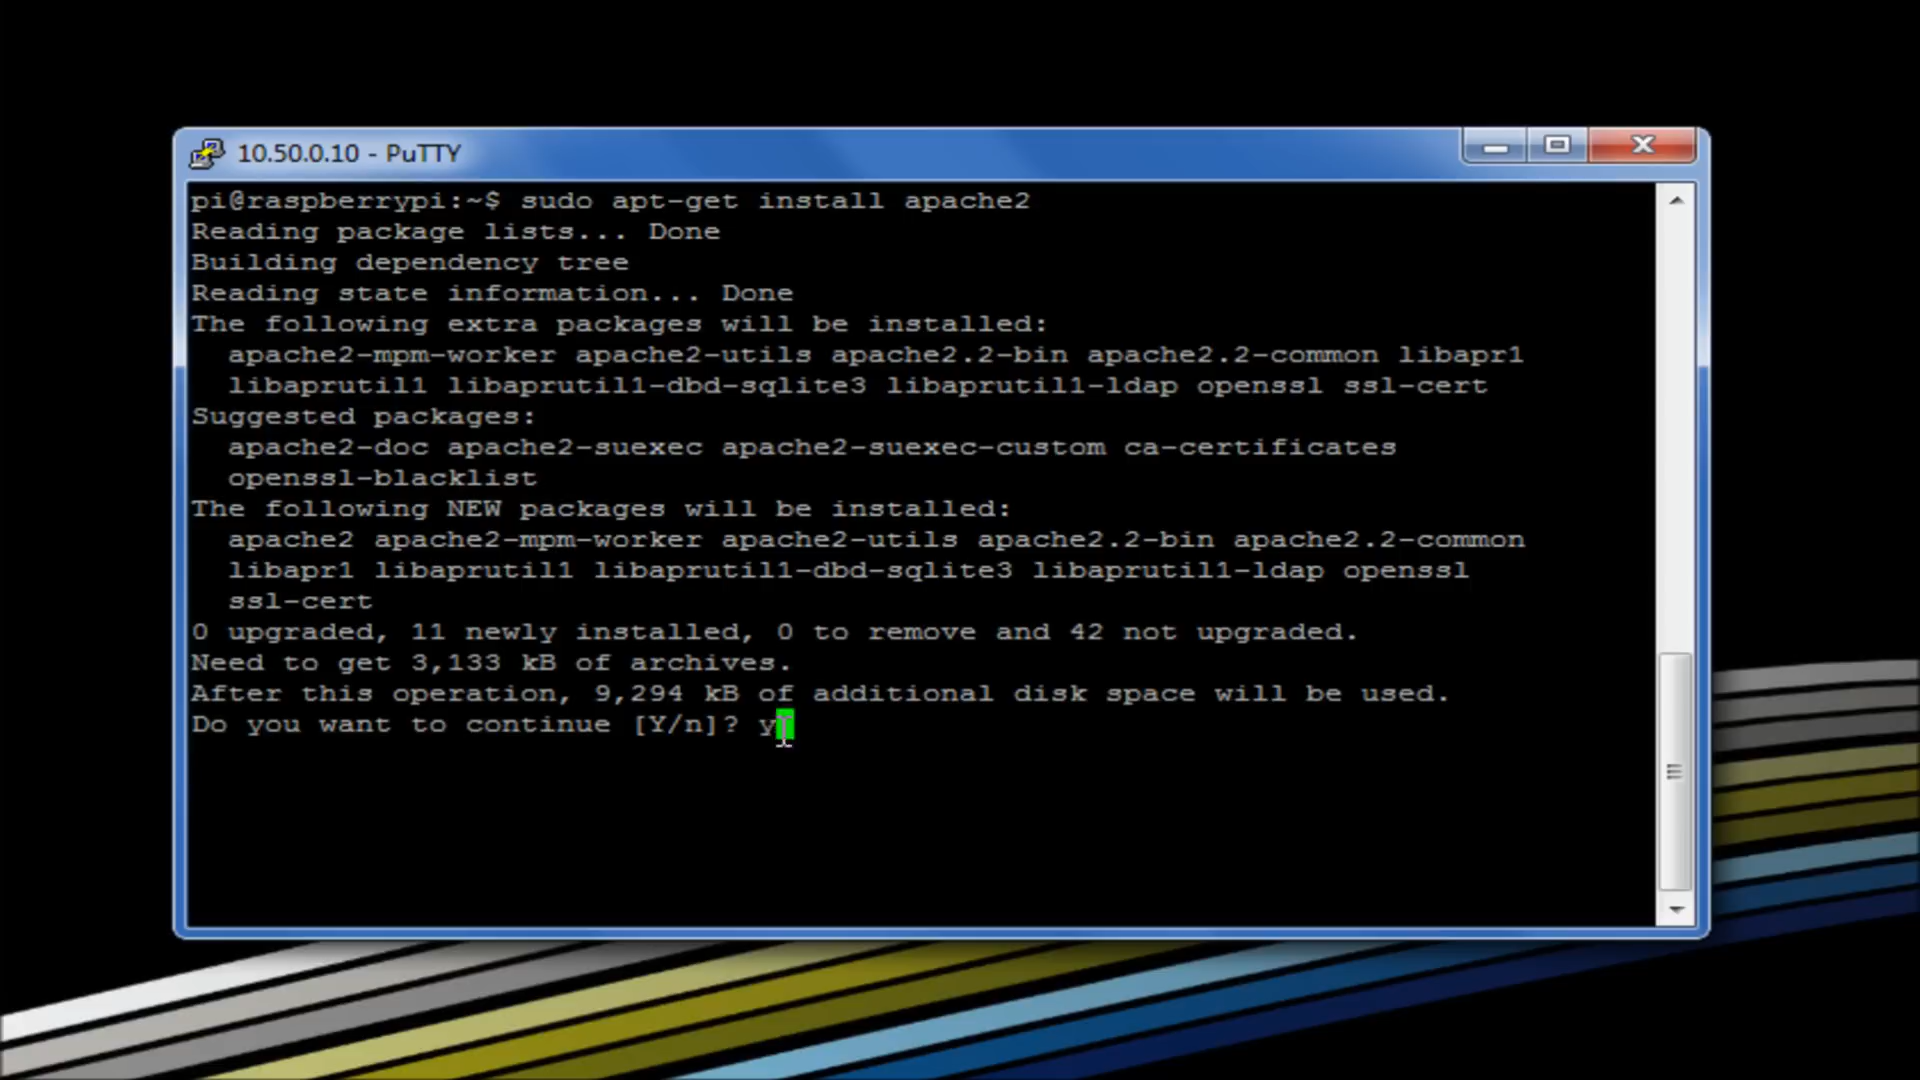 10.50.0.10 - PuTTY
pi@raspberrypi:~$ sudo apt-get install apache2
Reading package lists... Done
Building dependency tree
Reading state information... Done
The following extra packages will be installed:
  apache2-mpm-worker apache2-utils apache2.2-bin apache2.2-common libapr1
  libaprutil1 libaprutil1-dbd-sqlite3 libaprutil1-ldap openssl ssl-cert
Suggested packages:
  apache2-doc apache2-suexec apache2-suexec-custom ca-certificates
  openssl-blacklist
The following NEW packages will be installed:
  apache2 apache2-mpm-worker apache2-utils apache2.2-bin apache2.2-common
  libapr1 libaprutil1 libaprutil1-dbd-sqlite3 libaprutil1-ldap openssl
  ssl-cert
0 upgraded, 11 newly installed, 0 to remove and 42 not upgraded.
Need to get 3,133 kB of archives.
After this operation, 9,294 kB of additional disk space will be used.
Do you want to continue [Y/n]? y